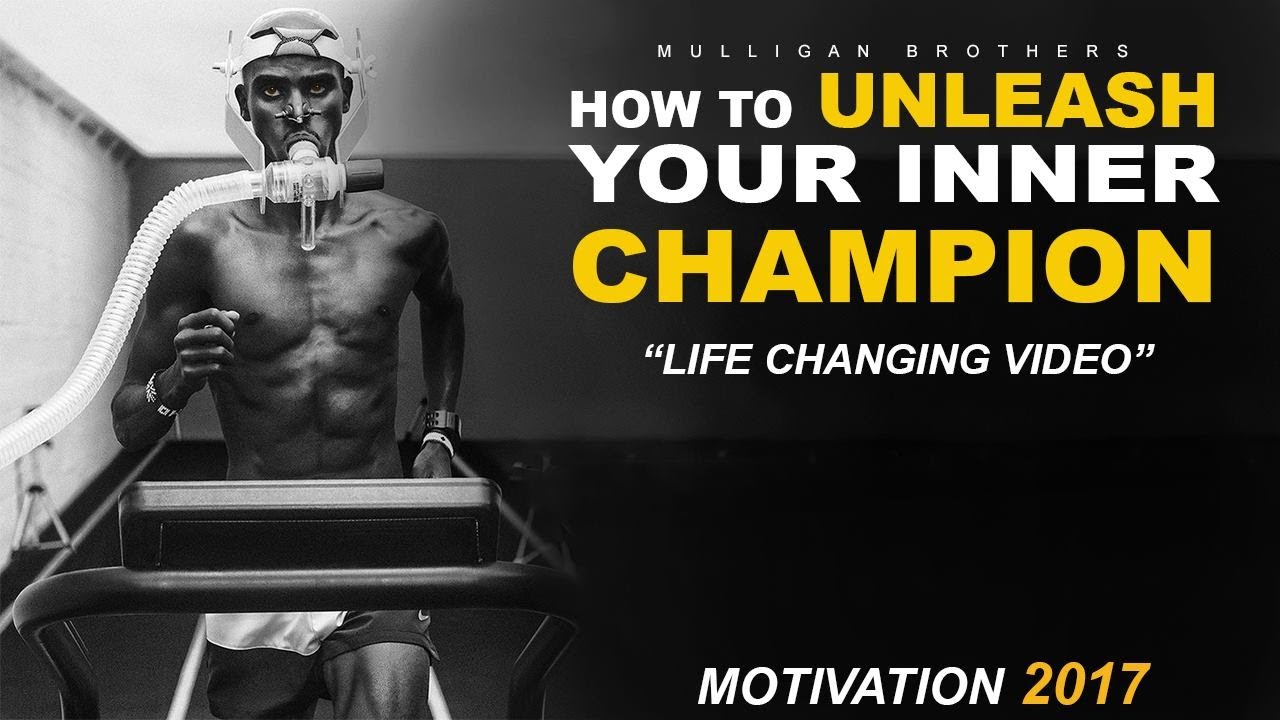 MULLIGAN BROTHERS
HOW TO UNLEASH
YOUR INNER
CHAMPION
“LIFE CHANGING VIDEO”
MOTIVATION 2017